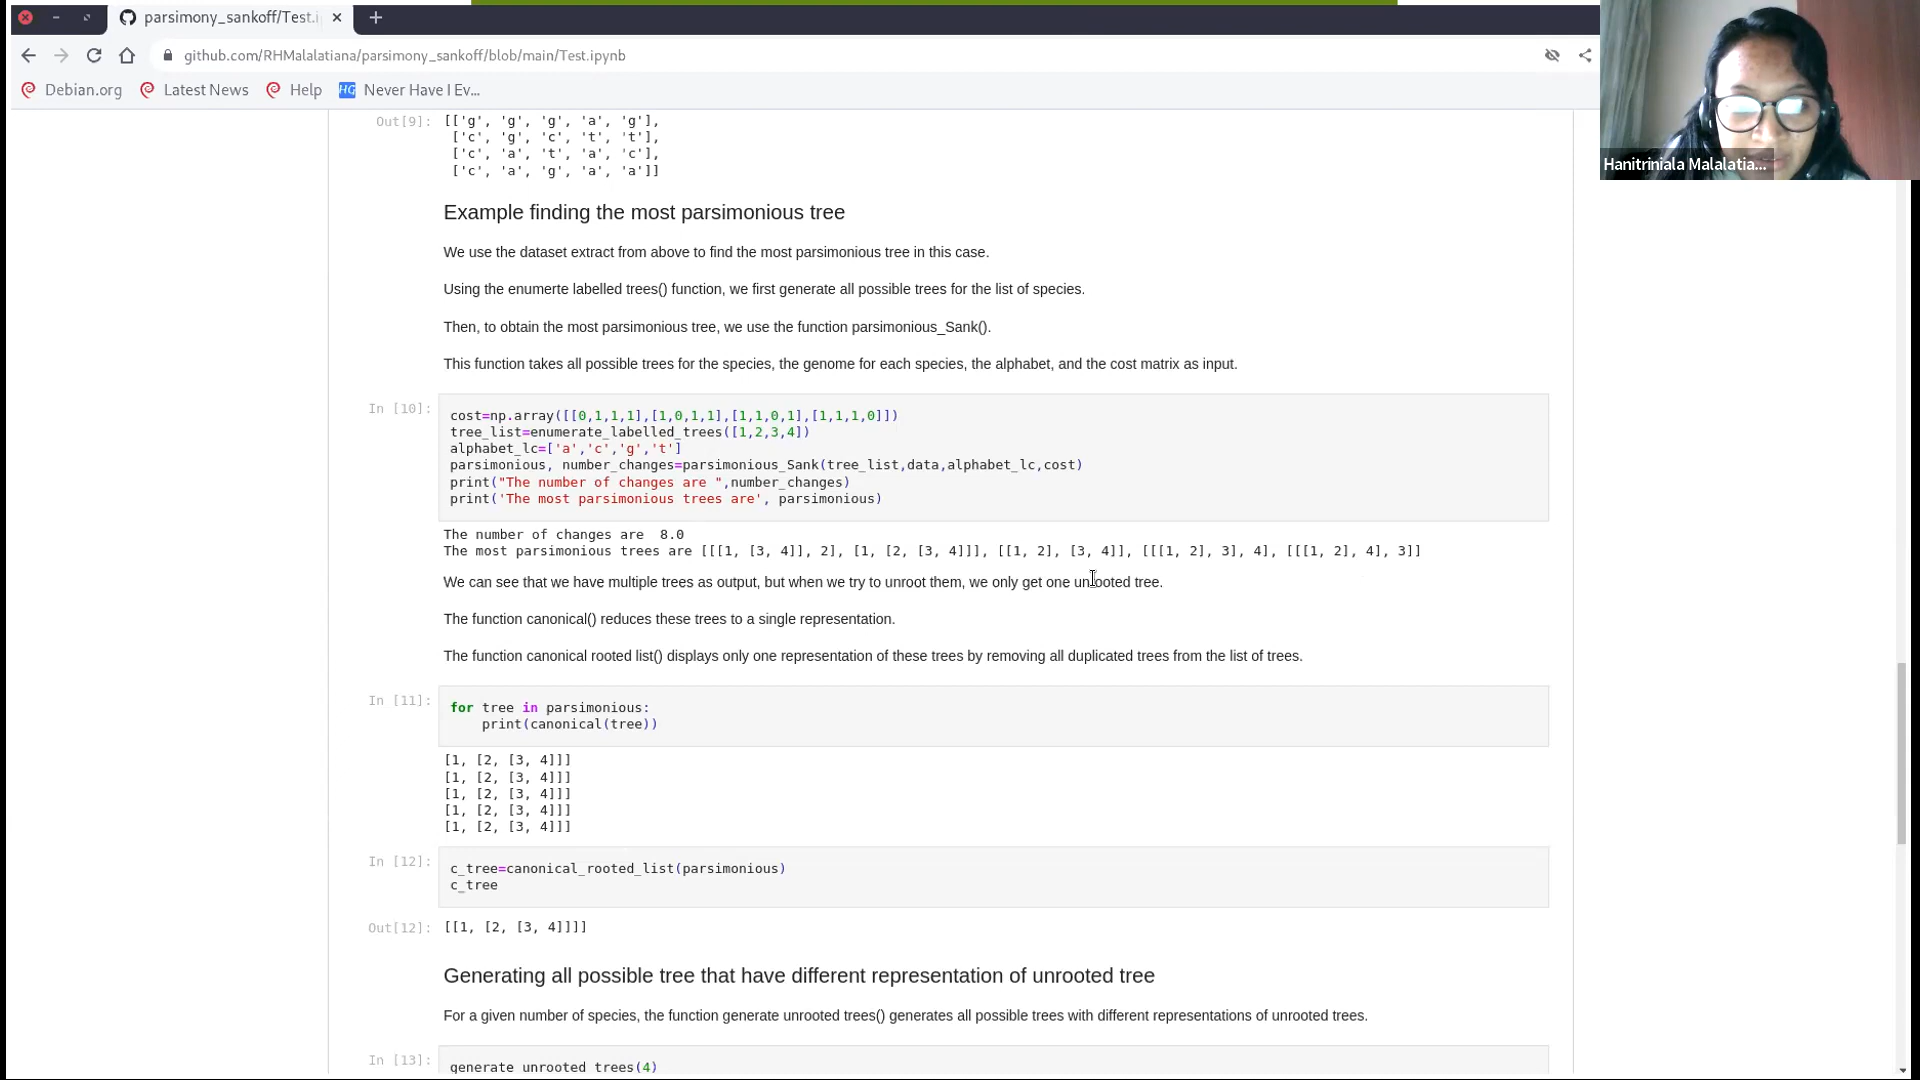 parsimony_sankoff/Test.i
github.com/RHMalalatiana/parsimony_sankoff/blob/main/Test.ipynb
Debian.org Latest News Help HG Never Have I Ev...
Hanitriniala Malalatia...
Out[9]: [['g', 'g', 'g', 'a', 'g'],
['c', 'g', 'c', 't', 't'],
['c', 'a', 't', 'a', 'c'],
['c', 'a', 'g', 'a', 'a']]
Example finding the most parsimonious tree
We use the dataset extract from above to find the most parsimonious tree in this case.
Using the enumerte labelled trees() function, we first generate all possible trees for the list of species.
Then, to obtain the most parsimonious tree, we use the function parsimonious_Sank().
This function takes all possible trees for the species, the genome for each species, the alphabet, and the cost matrix as input.
In [10]: cost=np.array([[0,1,1,1],[1,0,1,1],[1,1,0,1],[1,1,1,0]])
tree_list=enumerate_labelled_trees([1,2,3,4])
alphabet_lc=['a','c','g','t']
parsimonious, number_changes=parsimonious_Sank(tree_list,data,alphabet_lc,cost)
print("The number of changes are ",number_changes)
print('The most parsimonious trees are', parsimonious)
The number of changes are  8.0
The most parsimonious trees are [[[1, [3, 4]], 2], [1, [2, [3, 4]]], [[1, 2], [3, 4]], [[[1, 2], 3], 4], [[[1, 2], 4], 3]]
We can see that we have multiple trees as output, but when we try to unroot them, we only get one unrooted tree.
The function canonical() reduces these trees to a single representation.
The function canonical rooted list() displays only one representation of these trees by removing all duplicated trees from the list of trees.
In [11]: for tree in parsimonious:
print(canonical(tree))
[1, [2, [3, 4]]]
[1, [2, [3, 4]]]
[1, [2, [3, 4]]]
[1, [2, [3, 4]]]
[1, [2, [3, 4]]]
In [12]: c_tree=canonical_rooted_list(parsimonious)
c_tree
Out[12]: [[1, [2, [3, 4]]]]
Generating all possible tree that have different representation of unrooted tree
For a given number of species, the function generate unrooted trees() generates all possible trees with different representations of unrooted trees.
In [13]: generate unrooted trees(4)